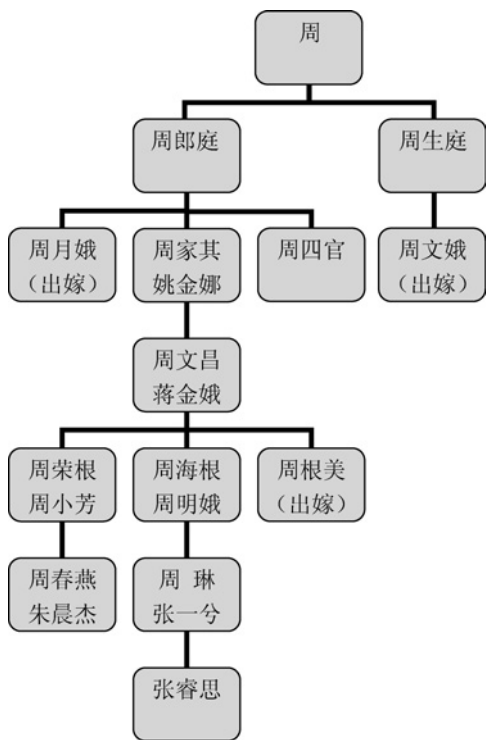 周
周郎庭
周生庭
周月娥
（出嫁）
周家其
姚金娜
周四官
周文娥
（出嫁）
周文昌
蒋金娥
周荣根
周小芳
周海根
周明娥
周根美
（出嫁）
周春燕
朱晨杰
周 琳
张一兮
张睿思